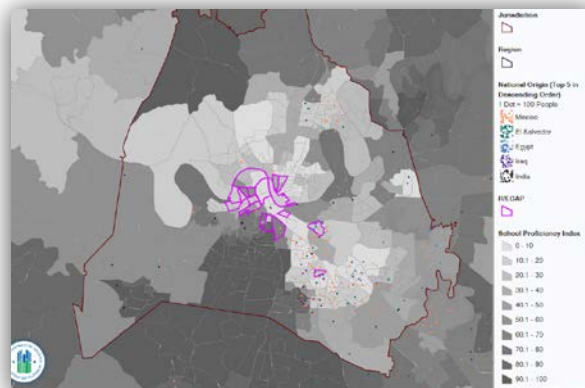 Jurisdiction
Region
National Origin (Top 5 in
Descending Order)
1 Dot = 100 People
Mexico
El Salvador
Egypt
Iraq
India
R/ECAP
School Proficiency Index
0 - 10
10.1 - 20
20.1 - 30
30.1 - 40
40.1 - 50
50.1 - 60
60.1 - 70
70.1 - 80
80.1 - 90
90.1 - 100